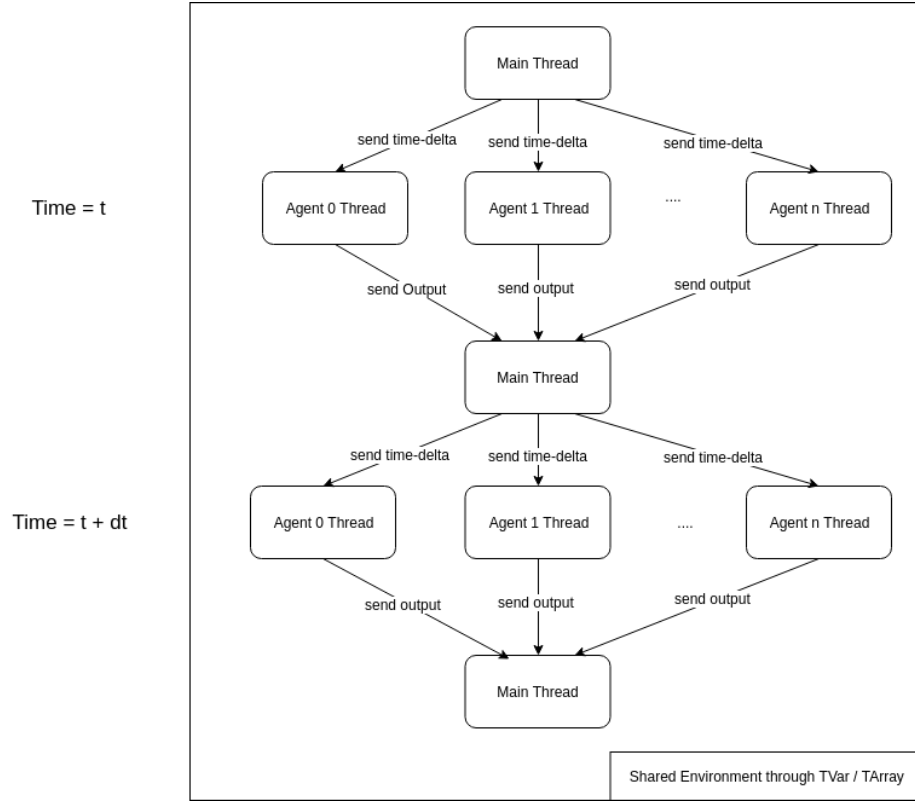 Main Thread
send time-delta
send time-delta
send time-delta
Time = t
Agent 0 Thread
Agent 1 Thread
....
Agent n Thread
send Output
send output
send output
Main Thread
send time-delta
send time-delta
send time-delta
Time = t + dt
Agent 0 Thread
Agent 1 Thread
....
Agent n Thread
send output
send output
send output
Main Thread
Shared Environment through TVar / TArray